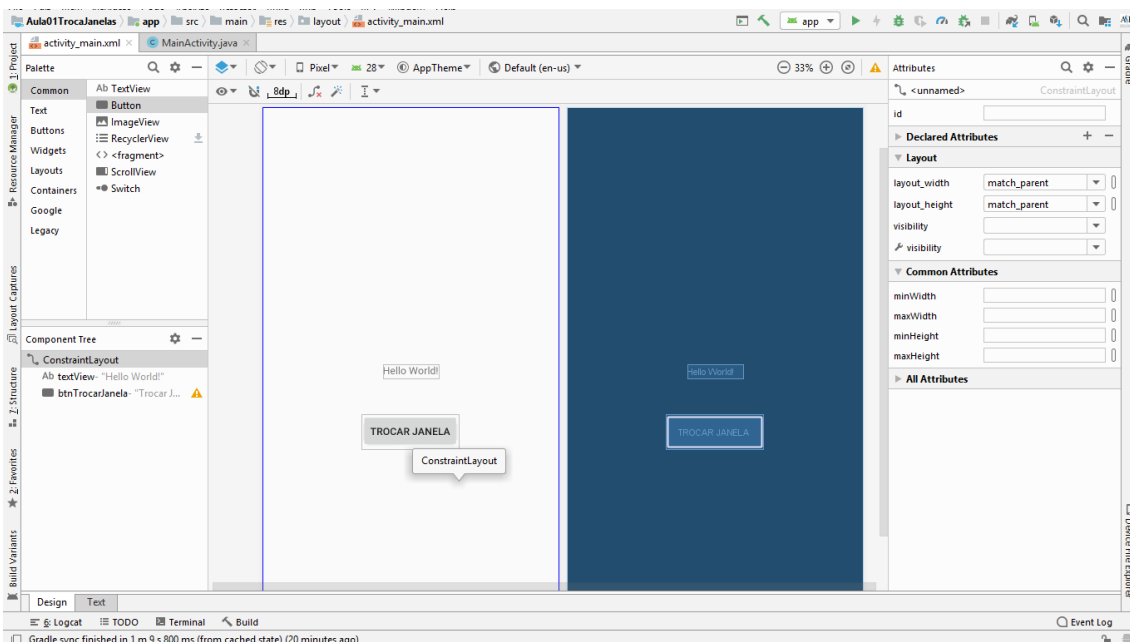 Aula01TrocaJanelas app src main res layout activity_main.xml
app
activity_main.xml
MainActivity.java
1: Project
Resource Manager
Layout Captures
Z: Structure
2: Favorites
Build Variants
Palette
Common
Text
Buttons
Widgets
Layouts
Containers
Google
Legacy
Ab TextView
Button
ImageView
RecyclerView
<> <fragment>
ScrollView
Switch
Component Tree
ConstraintLayout
Ab textView- "Hello World!"
btnTrocarJanela- "Trocar J...
Pixel
28
AppTheme
Default (en-us)
33%
8dp
Hello World!
TROCAR JANELA
ConstraintLayout
Hello World!
TROCAR JANELA
Attributes
<unnamed> ConstraintLayout
id
Declared Attributes
Layout
layout_width match_parent
layout_height match_parent
visibility
visibility
Common Attributes
minWidth
maxWidth
minHeight
maxHeight
All Attributes
Gradle
Device File Explorer
Design Text
6: Logcat TODO Terminal Build
Event Log
Gradle sync finished in 1 m 9 s 800 ms (from cached state) (20 minutes ago)